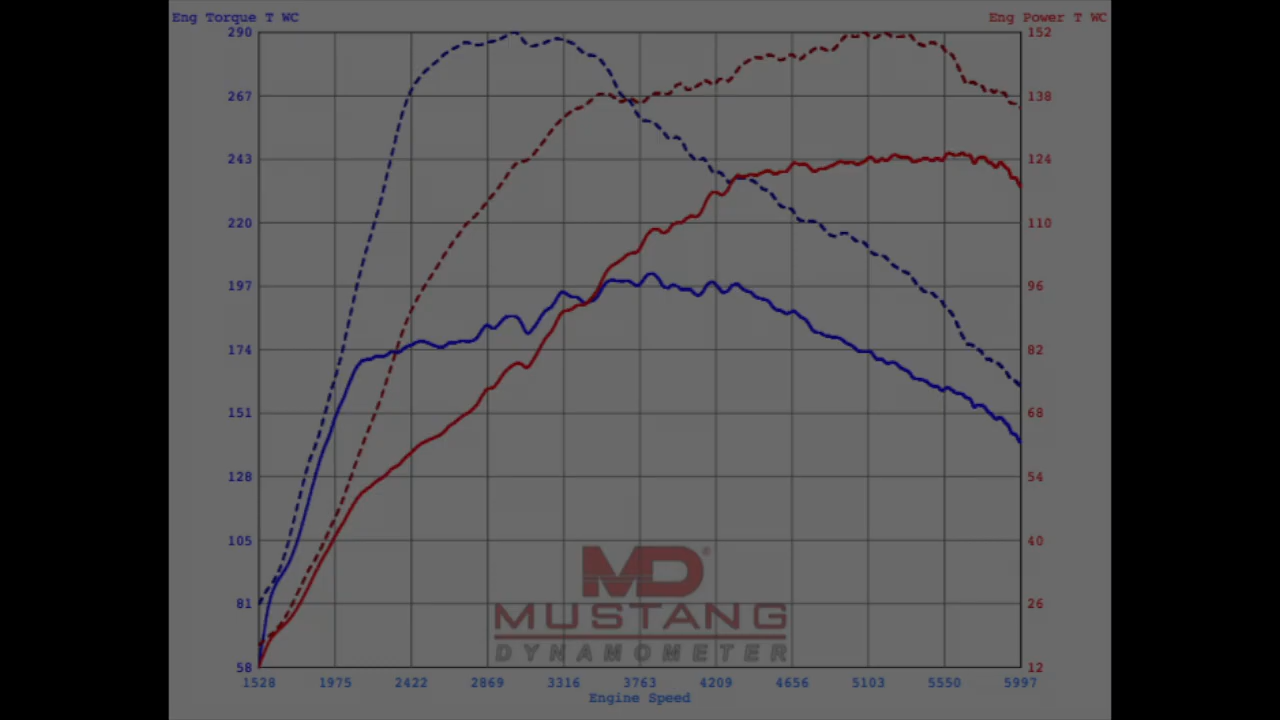 Eng Torque T WC Eng Power T WC
290 152
267 138
243 124
220 110
197 96
174 82
151 68
128 54
105 40
81 26
58 12
MD®
MUSTANG
DYNAMOMETER
1528 1975 2422 2869 3316 3763 4209 4656 5103 5550 5997
Engine Speed